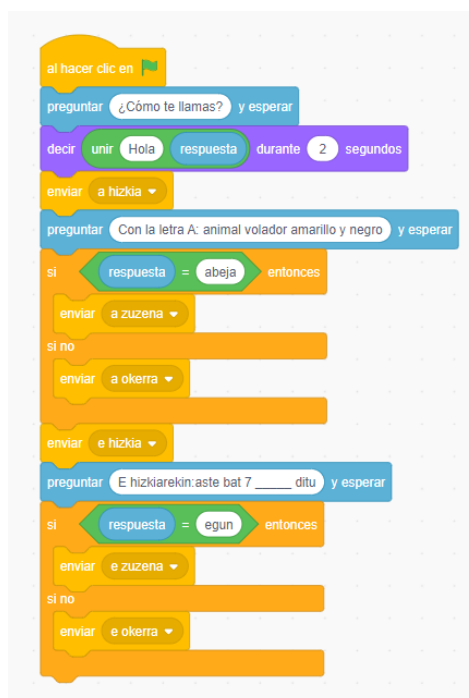 al hacer clic en
preguntar ¿Cómo te llamas? y esperar
decir unir Hola respuesta durante 2 segundos
enviar a hizkia
preguntar Con la letra A: animal volador amarillo y negro y esperar
si respuesta = abeja entonces
enviar a zuzena
si no
enviar a okerra
enviar e hizkia
preguntar E hizkiarekin:aste bat 7 _____ ditu y esperar
si respuesta = egun entonces
enviar e zuzena
si no
enviar e okerra